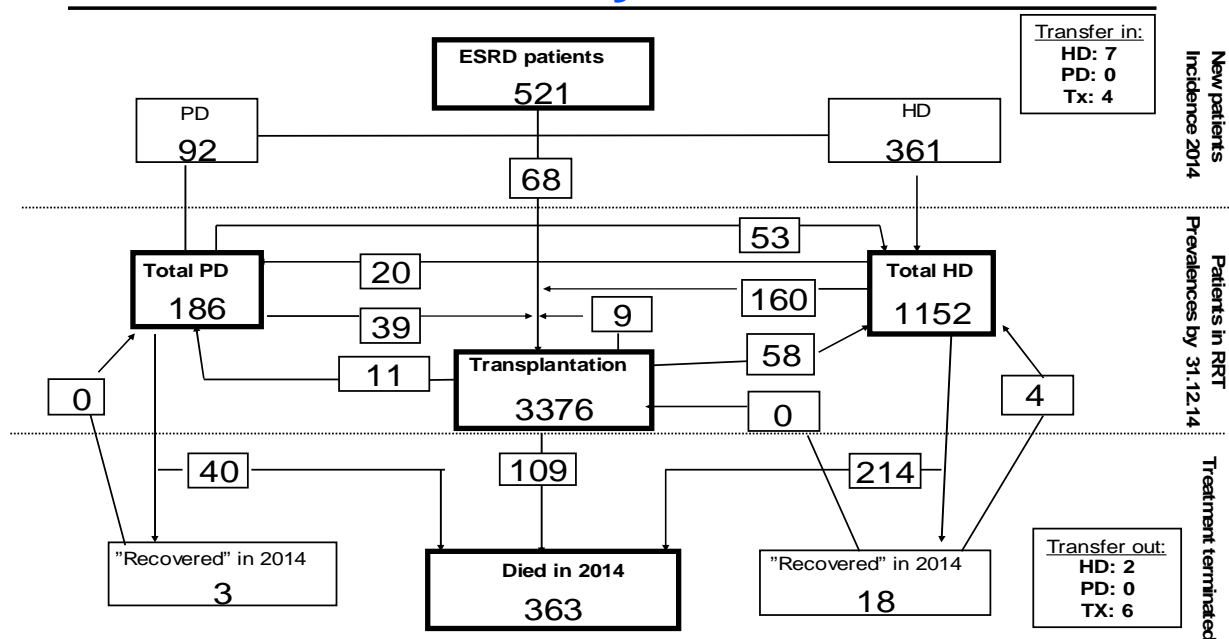 Transfer in:
HD: 7
PD: 0
Tx: 4
ESRD patients
521
PD
92
HD
361
68
New patients
Incidence 2014
53
Total PD
186
20
Total HD
1152
160
39
9
58
11
Transplantation
3376
0
0
4
Patients in RRT
Prevalences by 31.12.14
40
109
214
"Recovered" in 2014
3
Died in 2014
363
"Recovered" in 2014
18
Transfer out:
HD: 2
PD: 0
TX: 6
Treatment terminated